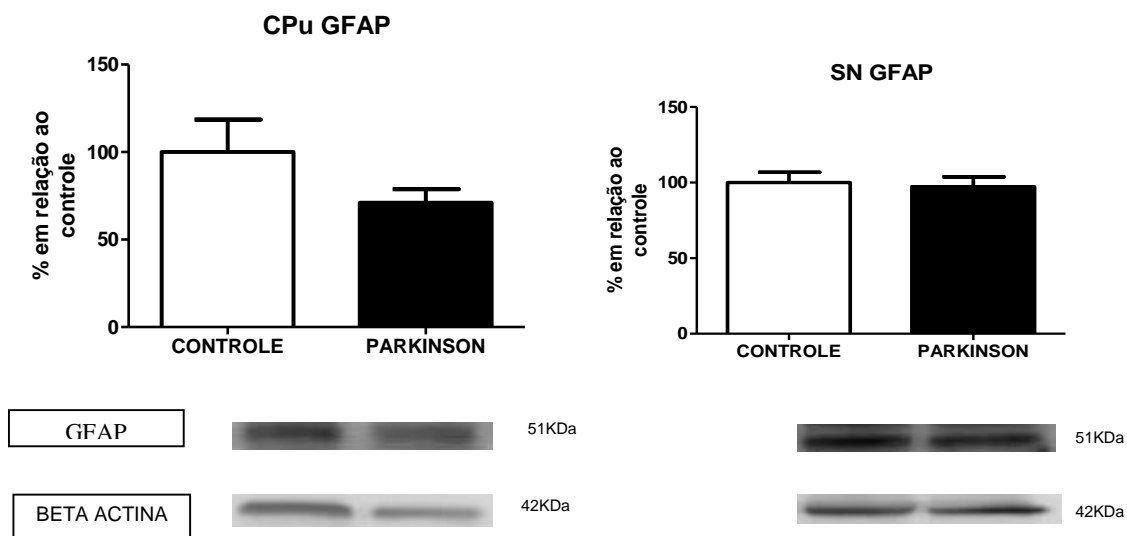 CPu GFAP
% em relação ao
controle
150
100
50
0
CONTROLE PARKINSON
SN GFAP
% em relação ao
controle
150
100
50
0
CONTROLE PARKINSON
GFAP 51KDa 51KDa
BETA ACTINA 42KDa 42KDa